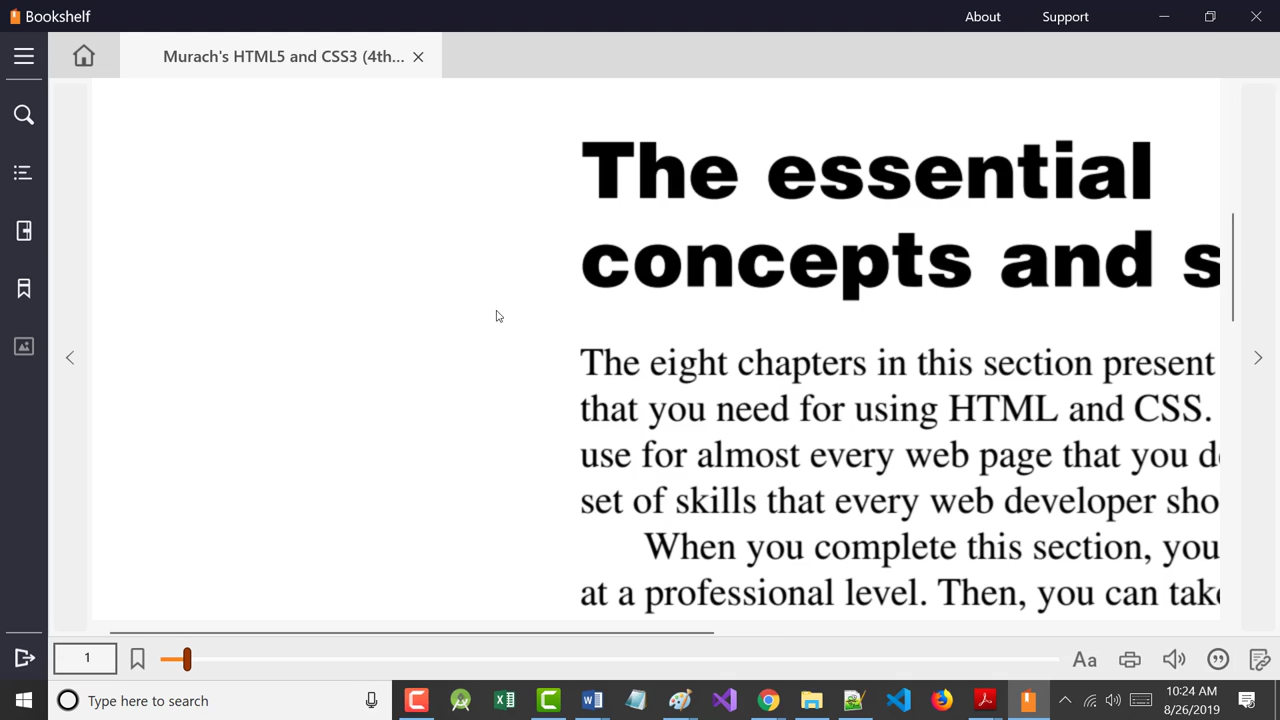 Bookshelf
About
Support
Murach's HTML5 and CSS3 (4th...
The essential
concepts and s
The eight chapters in this section present
that you need for using HTML and CSS.
use for almost every web page that you d
set of skills that every web developer sho
When you complete this section, you
at a professional level. Then, you can tak
1
Aa
Type here to search
10:24 AM
8/26/2019